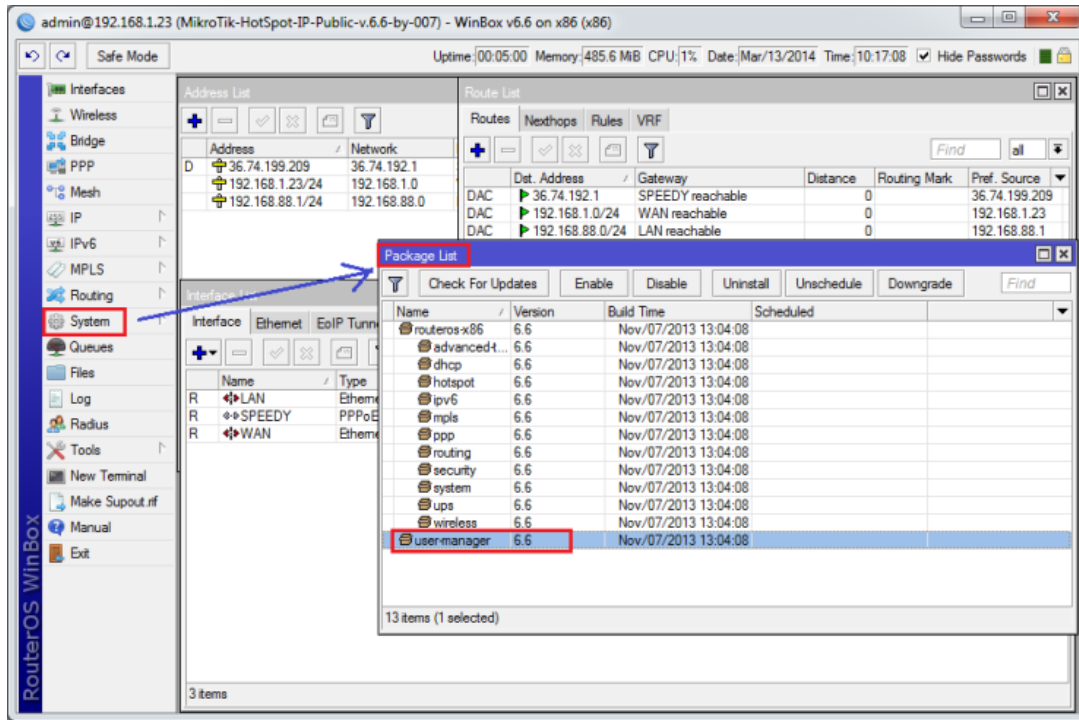 admin@192.168.1.23 (MikroTik-HotSpot-IP-Public-v.6.6-by-007) - WinBox v6.6 on x86 (x86)
Safe Mode
Uptime: 00:05:00 Memory: 485.6 MiB CPU: 1% Date: Mar/13/2014 Time: 10:17:08 Hide Passwords
Interfaces
Wireless
Bridge
PPP
Mesh
IP
IPv6
MPLS
Routing
System
Queues
Files
Log
Radius
Tools
New Terminal
Make Supout.rif
Manual
Exit
RouterOS WinBox
Address List
Address Network
D 36.74.199.209 36.74.192.1
192.168.1.23/24 192.168.1.0
192.168.88.1/24 192.168.88.0
Route List
Routes Nexthops Rules VRF
Find all
Dst. Address Gateway Distance Routing Mark Pref. Source
DAC 36.74.192.1 SPEEDY reachable 0 36.74.199.209
DAC 192.168.1.0/24 WAN reachable 0 192.168.1.23
DAC 192.168.88.0/24 LAN reachable 0 192.168.88.1
Interface List
Interface Ethernet EoIP Tunn
Name Type
R LAN Etherne
R SPEEDY PPPoE
R WAN Etherne
3 items
Package List
Check For Updates Enable Disable Uninstall Unschedule Downgrade Find
Name Version Build Time Scheduled
routeros-x86 6.6 Nov/07/2013 13:04:08
advanced-t... 6.6 Nov/07/2013 13:04:08
dhcp 6.6 Nov/07/2013 13:04:08
hotspot 6.6 Nov/07/2013 13:04:08
ipv6 6.6 Nov/07/2013 13:04:08
mpls 6.6 Nov/07/2013 13:04:08
ppp 6.6 Nov/07/2013 13:04:08
routing 6.6 Nov/07/2013 13:04:08
security 6.6 Nov/07/2013 13:04:08
system 6.6 Nov/07/2013 13:04:08
ups 6.6 Nov/07/2013 13:04:08
wireless 6.6 Nov/07/2013 13:04:08
user-manager 6.6 Nov/07/2013 13:04:08
13 items (1 selected)